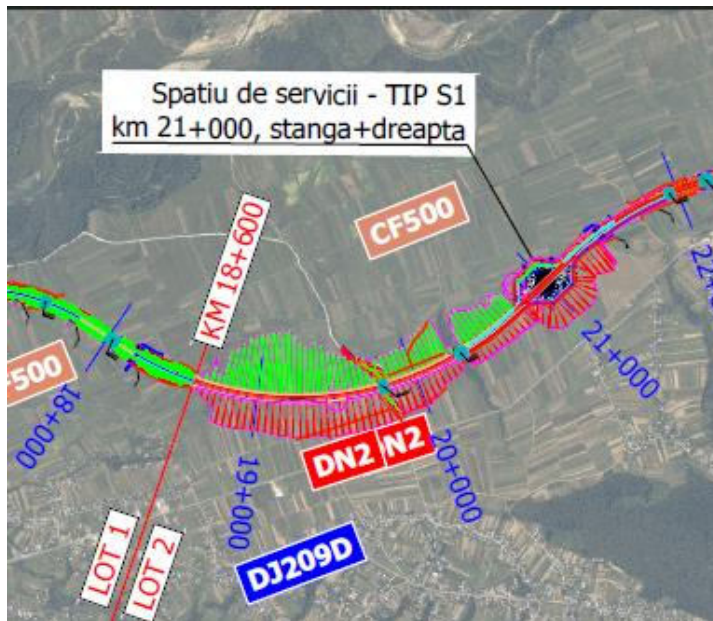 Spatiu de servicii - TIP S1
km 21+000, stanga+dreapta
CF500
KM 18+600
500
18+000
19+000
DN2
N2
20+000
21+000
LOT 1
LOT 2
DJ209D